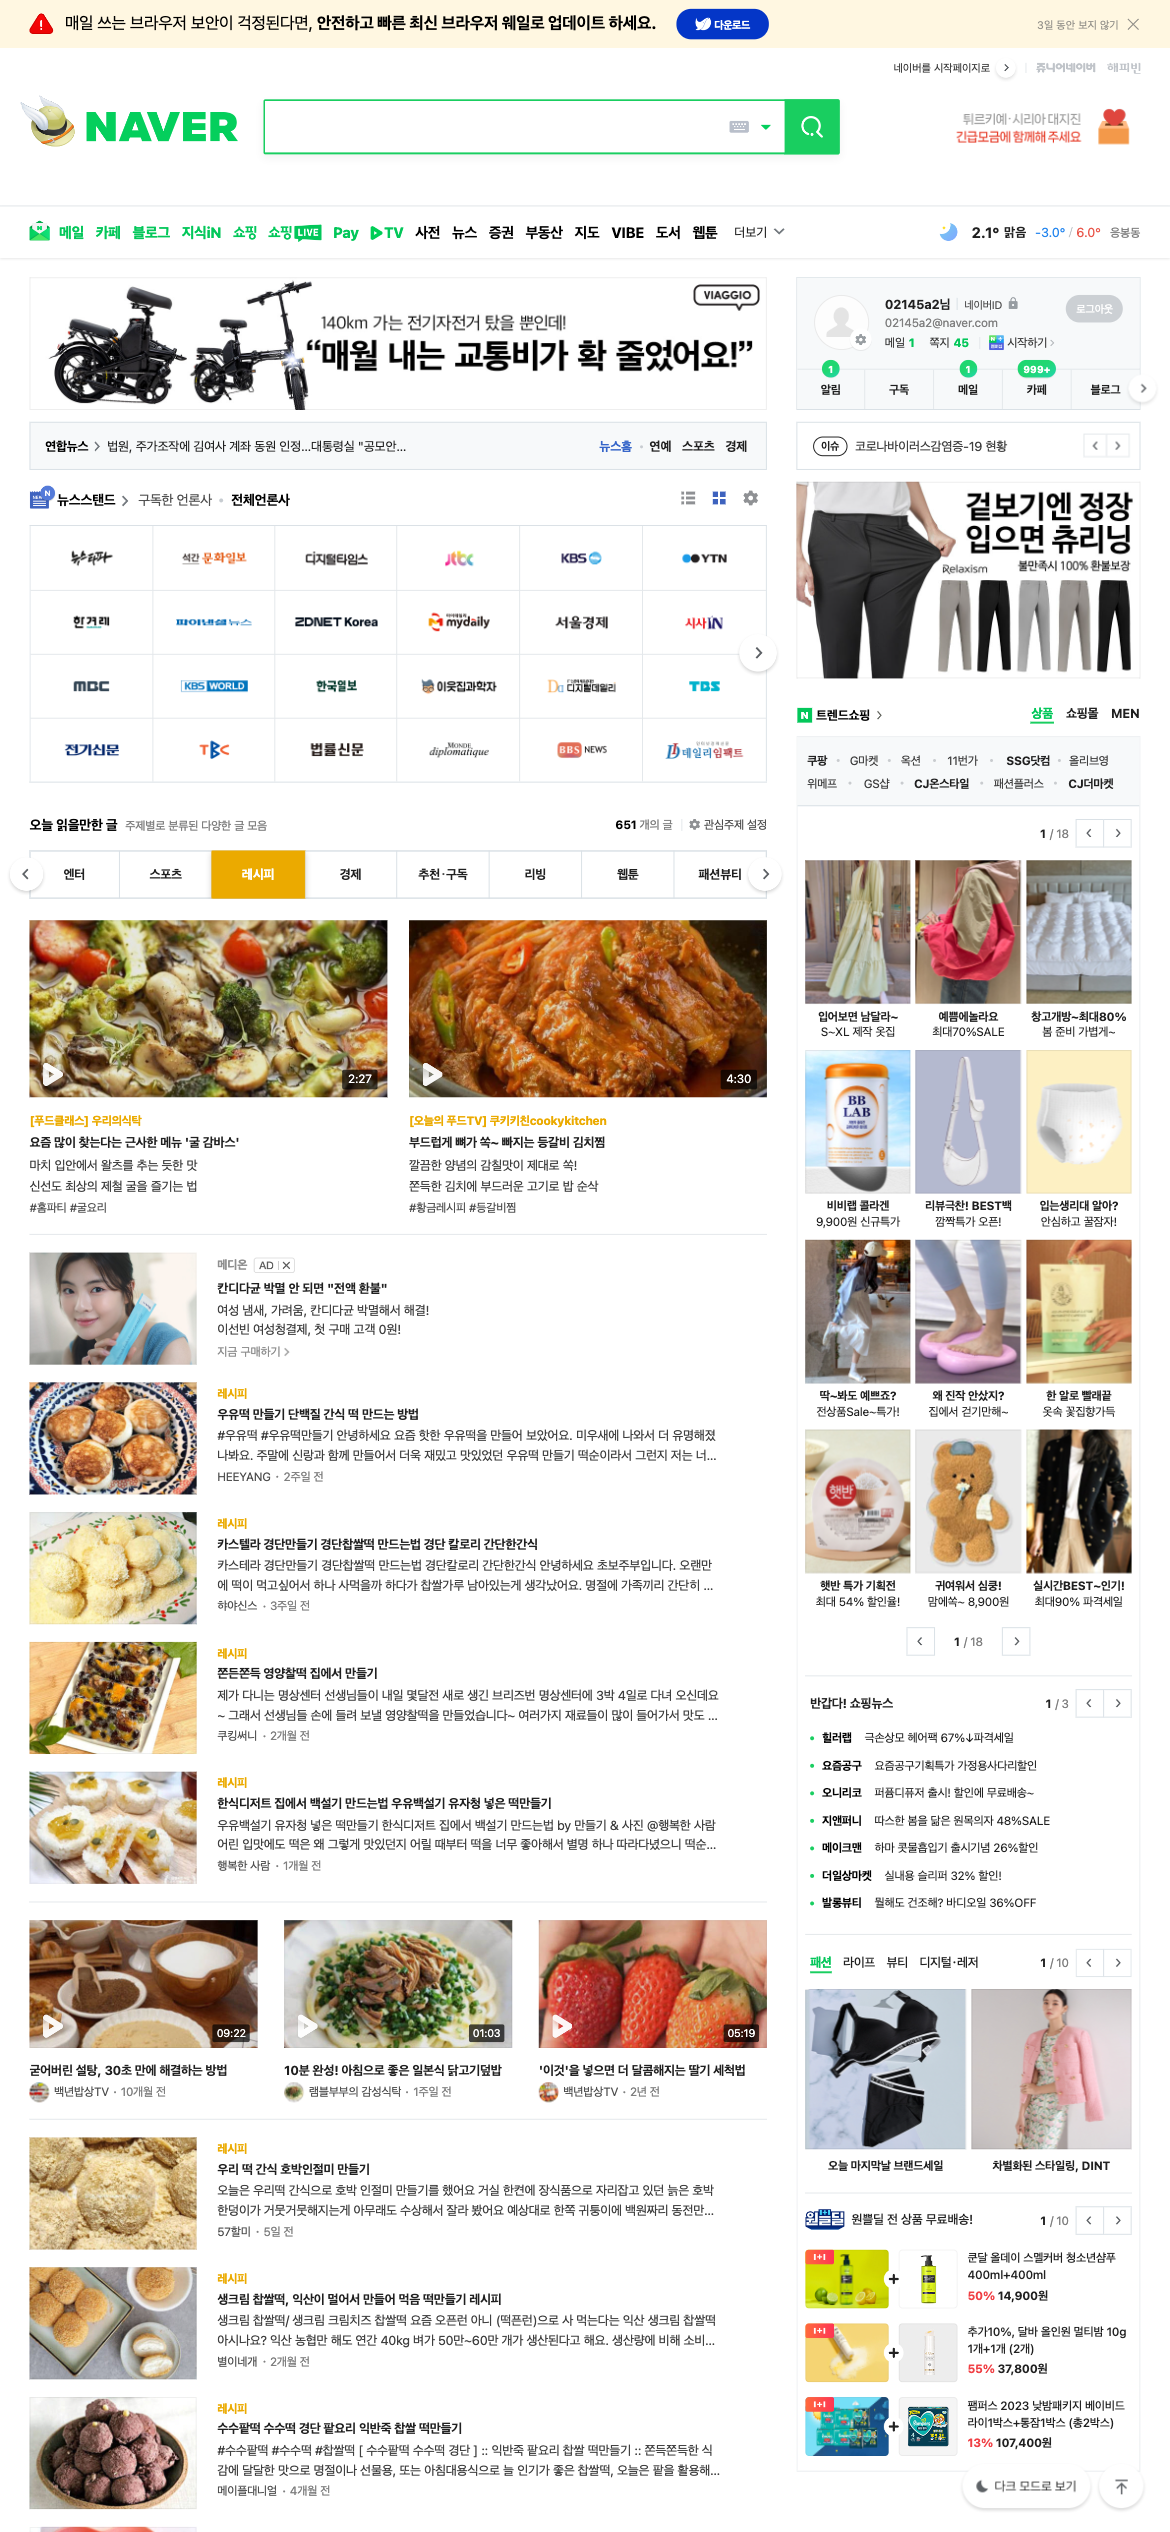 매일 쓰는 브라우저 보안이 걱정된다면, 안전하고 빠른 최신 브라우저 웨일로 업데이트 하세요. 다운로드 3일 동안 보지 않기
네이버를 시작페이지로 쥬니어네이버 해피빈
NAVER
튀르키예·시리아 대지진
긴급모금에 함께해 주세요
메일 카페 블로그 지식iN 쇼핑 쇼핑LIVE Pay TV 사전 뉴스 증권 부동산 지도 VIBE 도서 웹툰 더보기
2.1° 맑음 -3.0° / 6.0° 응봉동
VIAGGIO
140km 가는 전기자전거 탔을 뿐인데!
“매월 내는 교통비가 확 줄었어요!”
02145a2님 네이버ID
로그아웃
02145a2@naver.com
메일 1 쪽지 45 시작하기
1 1 999+
알림 구독 메일 카페 블로그
연합뉴스 법원, 주가조작에 김여사 계좌 동원 인정...대통령실 "공모안...
뉴스홈 연예 스포츠 경제
이슈 코로나바이러스감염증-19 현황
뉴스스탠드 구독한 언론사 전체언론사
뉴스타파 석간 문화일보 디지털타임스 jtbc KBS YTN
한겨레 파이낸셜뉴스 ZDNET Korea mydaily 서울경제 시사IN
MBC KBS WORLD 한국일보 이웃집과학자 디지털데일리 TBS
전기신문 TBC 법률신문 MONDE diplomatique BBS NEWS 데일리임팩트
겉보기엔 정장
입으면 츄리닝
Relaxism 불만족시 100% 환불보장
트렌드쇼핑
상품 쇼핑몰 MEN
쿠팡 G마켓 옥션 11번가 SSG닷컴 올리브영
위메프 GS샵 CJ온스타일 패션플러스 CJ더마켓
1 / 18
오늘 읽을만한 글 주제별로 분류된 다양한 글 모음
651 개의 글 관심주제 설정
엔터 스포츠 레시피 경제 추천·구독 리빙 웹툰 패션뷰티
2:27
4:30
[푸드클래스] 우리의식탁
요즘 많이 찾는다는 근사한 메뉴 '굴 감바스'
마치 입안에서 왈츠를 추는 듯한 맛
신선도 최상의 제철 굴을 즐기는 법
#홈파티 #굴요리
[오늘의 푸드TV] 쿠키키친cookykitchen
부드럽게 뼈가 쏙~ 빠지는 등갈비 김치찜
깔끔한 양념의 감칠맛이 제대로 쏙!
쫀득한 김치에 부드러운 고기로 밥 순삭
#황금레시피 #등갈비찜
메디온 AD
칸디다균 박멸 안 되면 "전액 환불"
여성 냄새, 가려움, 칸디다균 박멸해서 해결!
이선빈 여성청결제, 첫 구매 고객 0원!
지금 구매하기
레시피
우유떡 만들기 단백질 간식 떡 만드는 방법
#우유떡 #우유떡만들기 안녕하세요 요즘 핫한 우유떡을 만들어 보았어요. 미우새에 나와서 더 유명해졌
나봐요. 주말에 신랑과 함께 만들어서 더욱 재밌고 맛있었던 우유떡 만들기 떡순이라서 그런지 저는 너...
HEEYANG · 2주일 전
레시피
카스텔라 경단만들기 경단찹쌀떡 만드는법 경단 칼로리 간단한간식
카스테라 경단만들기 경단찹쌀떡 만드는법 경단칼로리 간단한간식 안녕하세요 초보주부입니다. 오랜만
에 떡이 먹고싶어서 하나 사먹을까 하다가 찹쌀가루 남아있는게 생각났어요. 명절에 가족끼리 간단히 ...
햐야신스 · 3주일 전
레시피
쫀든쫀득 영양찰떡 집에서 만들기
제가 다니는 명상센터 선생님들이 내일 몇달전 새로 생긴 브리즈번 명상센터에 3박 4일로 다녀 오신데요
~ 그래서 선생님들 손에 들려 보낼 영양찰떡을 만들었습니다~ 여러가지 재료들이 많이 들어가서 맛도 ...
쿠킹써니 · 2개월 전
레시피
한식디저트 집에서 백설기 만드는법 우유백설기 유자청 넣은 떡만들기
우유백설기 유자청 넣은 떡만들기 한식디저트 집에서 백설기 만드는법 by 만들기 & 사진 @행복한 사람
어린 입맛에도 떡은 왜 그렇게 맛있던지 어릴 때부터 떡을 너무 좋아해서 별명 하나 따라다녔으니 떡순...
행복한 사람 · 1개월 전
09:22
01:03
05:19
굳어버린 설탕, 30초 만에 해결하는 방법
백년밥상TV · 10개월 전
10분 완성! 아침으로 좋은 일본식 닭고기덮밥
램블부부의 감성식탁 · 1주일 전
'이것'을 넣으면 더 달콤해지는 딸기 세척법
백년밥상TV · 2년 전
레시피
우리 떡 간식 호박인절미 만들기
오늘은 우리떡 간식으로 호박 인절미 만들기를 했어요 거실 한켠에 장식품으로 자리잡고 있던 늙은 호박
한덩이가 거뭇거뭇해지는게 아무래도 수상해서 잘라 봤어요 예상대로 한쪽 귀퉁이에 백원짜리 동전만...
57할미 · 5일 전
레시피
생크림 찹쌀떡, 익산이 멀어서 만들어 먹음 떡만들기 레시피
생크림 찹쌀떡/ 생크림 크림치즈 찹쌀떡 요즘 오픈런 아니 (떡픈런)으로 사 먹는다는 익산 생크림 찹쌀떡
아시나요? 익산 농협만 해도 연간 40kg 벼가 50만~60만 개가 생산된다고 해요. 생산량에 비해 소비...
별이네개 · 2개월 전
레시피
수수팥떡 수수떡 경단 팥요리 익반죽 찹쌀 떡만들기
#수수팥떡 #수수떡 #찹쌀떡 [ 수수팥떡 수수떡 경단 ] :: 익반죽 팥요리 찹쌀 떡만들기 :: 쫀득쫀득한 식
감에 달달한 맛으로 명절이나 선물용, 또는 아침대용식으로 늘 인기가 좋은 찹쌀떡, 오늘은 팥을 활용해...
메이플대니얼 · 4개월 전
입어보면 남달라~ 예쁨에놀라요 창고개방~최대80%
S~XL 제작 옷집 최대70%SALE 봄 준비 가볍게~
BB
LAB
비비랩 콜라겐 리뷰극찬! BEST백 입는생리대 알아?
9,900원 신규특가 깜짝특가 오픈! 안심하고 꿀잠자!
딱~봐도 예쁘죠? 왜 진작 안샀지? 한 알로 빨래끝
전상품Sale~특가! 집에서 걷기만해~ 옷속 꽃집향가득
햇반
햇반 특가 기획전 귀여워서 심쿵! 실시간BEST~인기!
최대 54% 할인율! 맘에쏙~ 8,900원 최대90% 파격세일
1 / 18
반갑다! 쇼핑뉴스 1 / 3
힐러랩 극손상모 헤어팩 67%↓파격세일
요즘공구 요즘공구기획특가 가정용사다리할인
오니리코 퍼퓸디퓨저 출시! 할인에 무료배송~
지앤퍼니 따스한 봄을 닮은 원목의자 48%SALE
메이크맨 하마 콧물흡입기 출시기념 26%할인
더일상마켓 실내용 슬리퍼 32% 할인!
발롱뷰티 뭘해도 건조해? 바디오일 36%OFF
패션 라이프 뷰티 디지털·레저 1 / 10
오늘 마지막날 브랜드세일 차별화된 스타일링, DINT
원쁠딜 원쁠딜 전 상품 무료배송! 1 / 10
1+1
쿤달 올데이 스멜커버 청소년샴푸
400ml+400ml
50% 14,900원
1+1
추가10%, 달바 올인원 멀티밤 10g
1개+1개 (2개)
55% 37,800원
1+1
팸퍼스 2023 낮밤패키지 베이비드
라이1박스+통잠1박스 (총2박스)
13% 107,400원
다크 모드로 보기